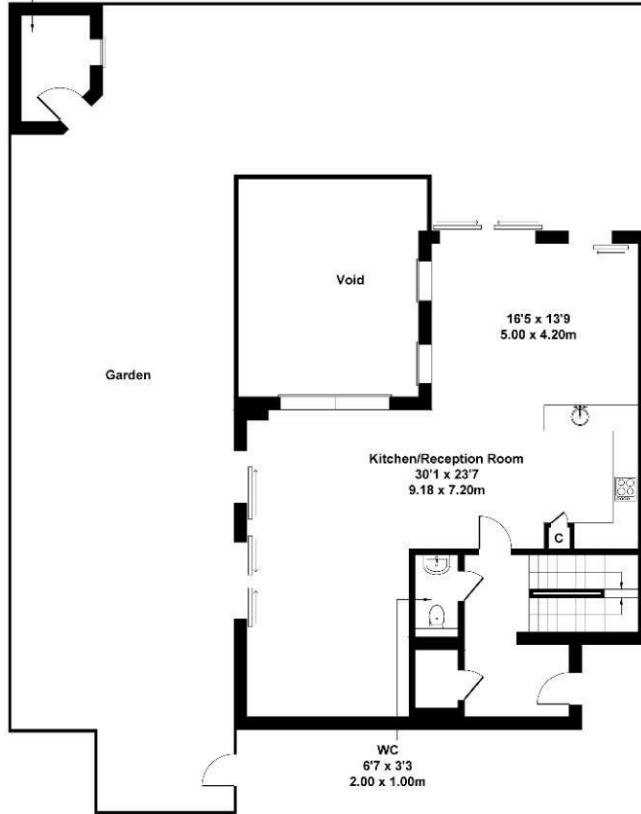 Void
16'5 x 13'9
5.00 x 4.20m
Garden
Kitchen/Reception Room
30'1 x 23'7
9.18 x 7.20m
C
WC
6'7 x 3'3
2.00 x 1.00m